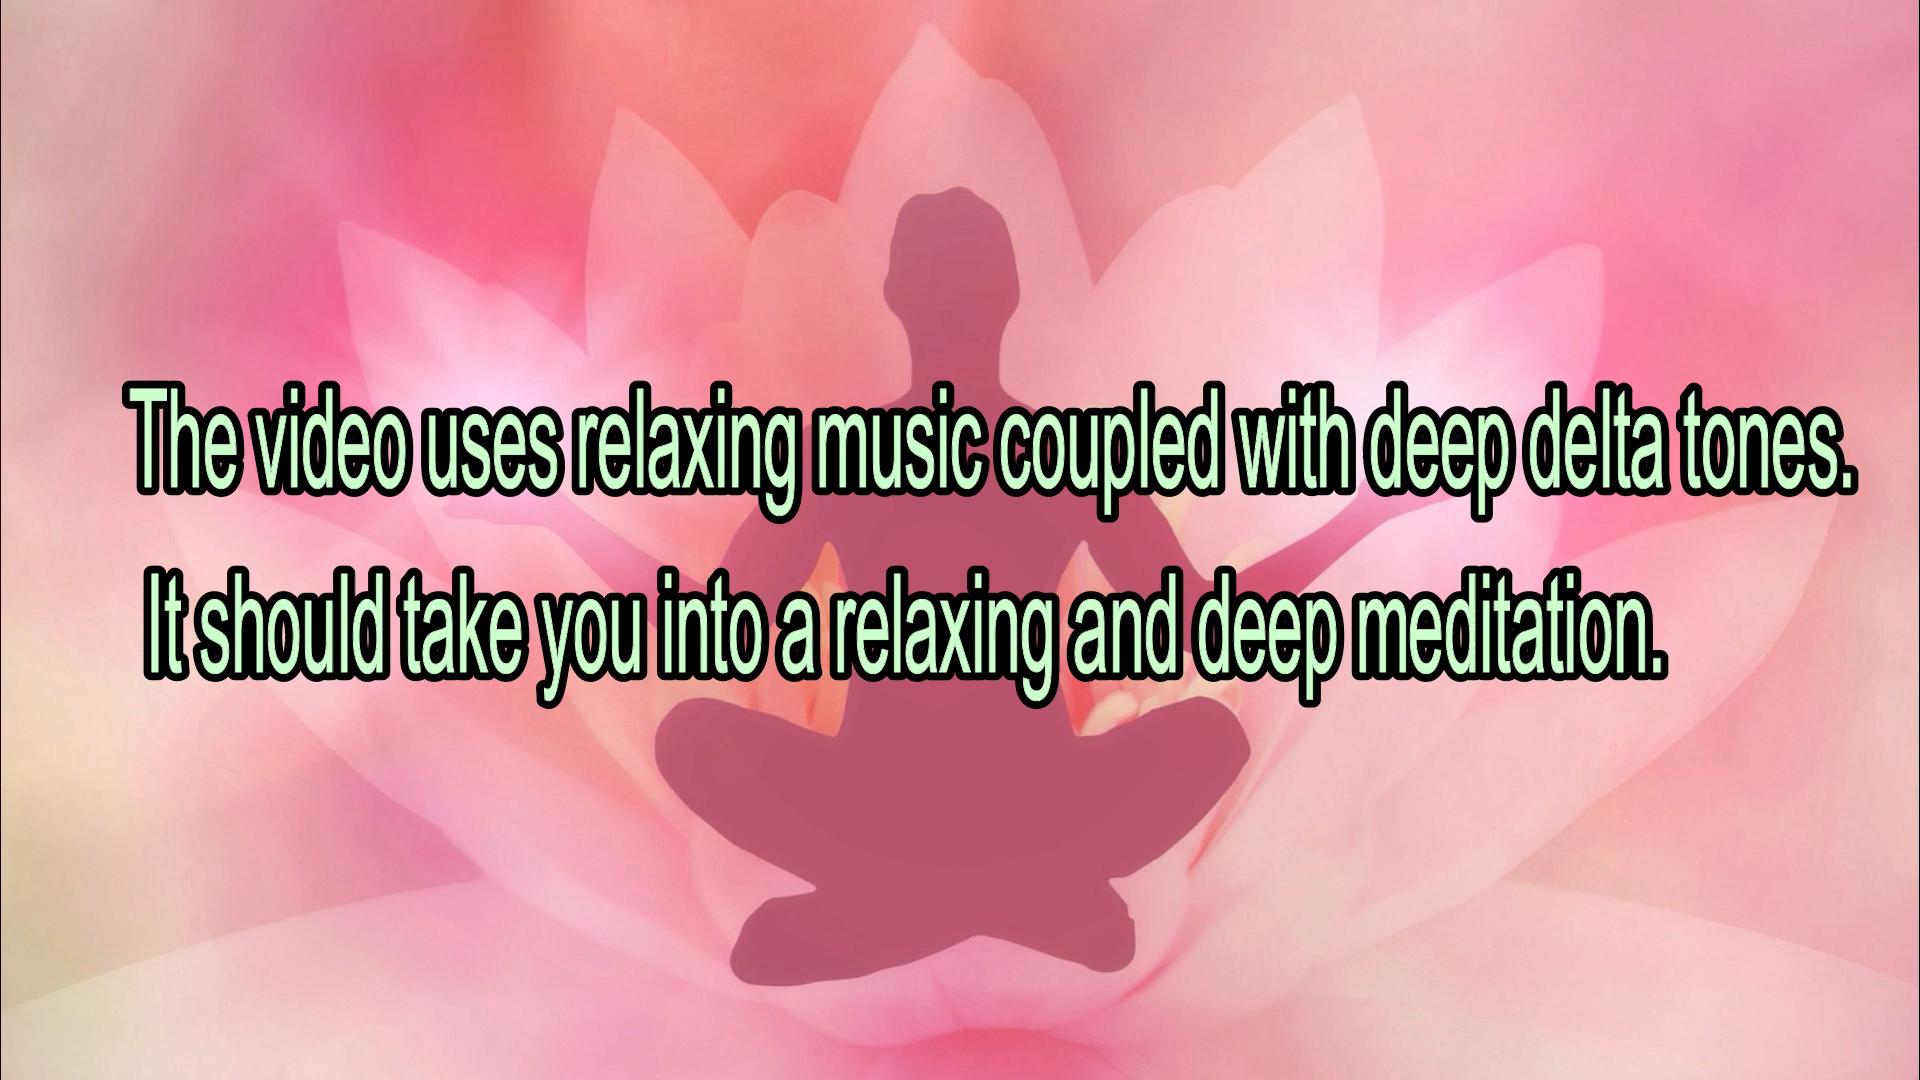 The video uses relaxing music coupled with deep delta tones.
It should take you into a relaxing and deep meditation.